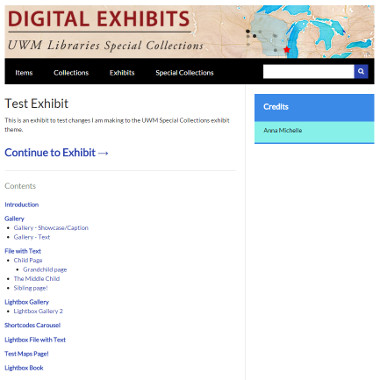 DIGITAL EXHIBITS
UWM Libraries Special Collections
Items Collections Exhibits Special Collections
Test Exhibit
This is an exhibit to test changes I am making to the UWM Special Collections exhibit
theme.
Continue to Exhibit →
Contents
Introduction
Gallery
Gallery - Showcase/Caption
Gallery - Text
File with Text
Child Page
Grandchild page
The Middle Child
Sibling page!
Lightbox Gallery
Lightbox Gallery 2
Shortcodes Carousel
Lightbox File with Text
Test Maps Page!
Lightbox Book
Credits
Anna Michelle